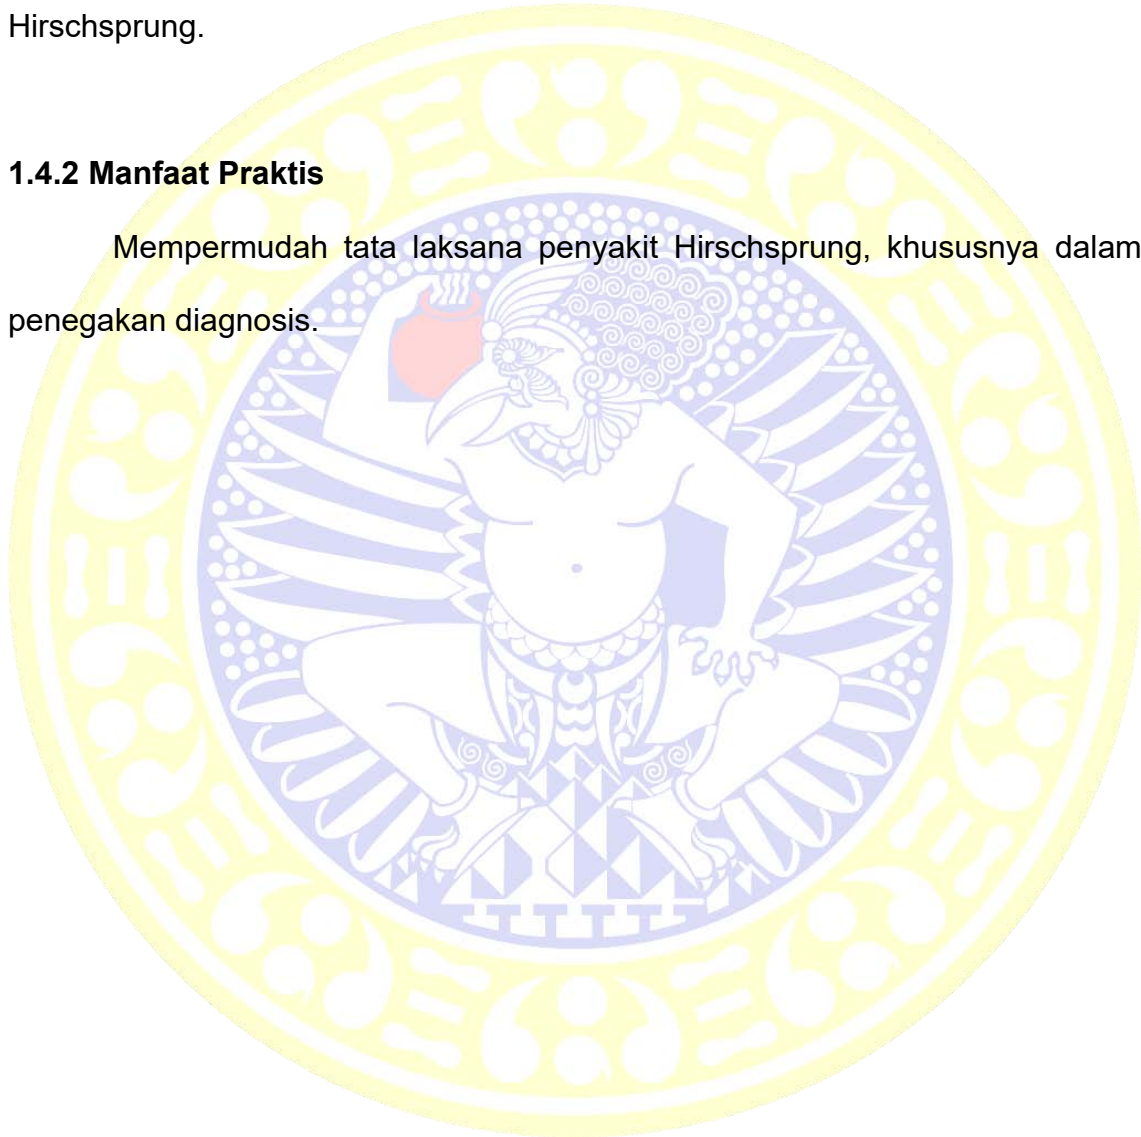 Hirschsprung.
1.4.2 Manfaat Praktis
Mempermudah tata laksana penyakit Hirschsprung, khususnya dalam
penegakan diagnosis.